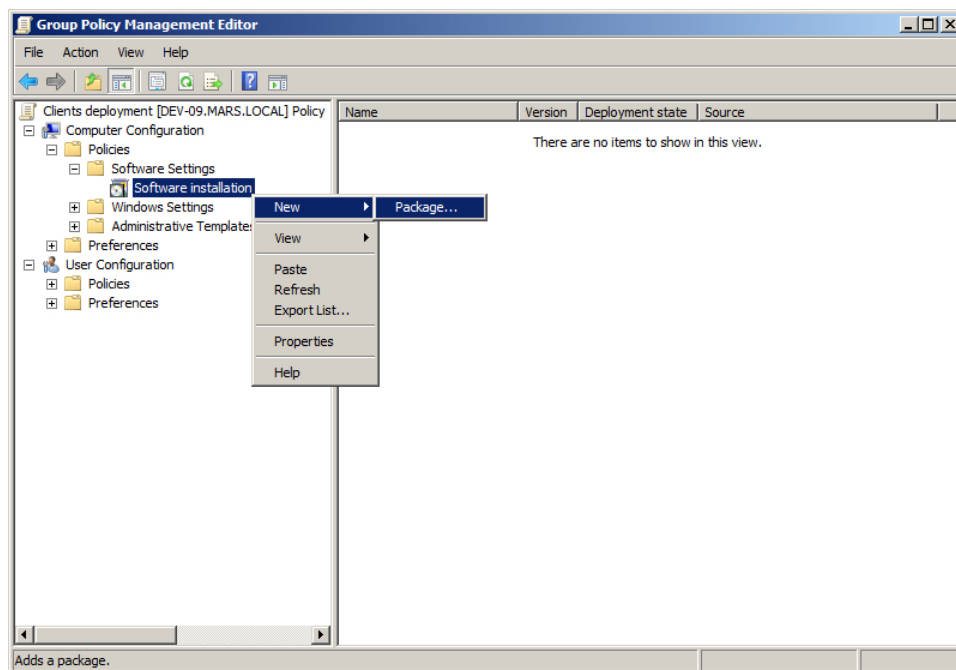 Group Policy Management Editor
File Action View Help
Clients deployment [DEV-09.MARS.LOCAL] Policy
Computer Configuration
Policies
Software Settings
Software installation
Windows Settings
Administrative Templates
Preferences
User Configuration
Policies
Preferences
New
Package...
View
Paste
Refresh
Export List...
Properties
Help
Name Version Deployment state Source
There are no items to show in this view.
Adds a package.